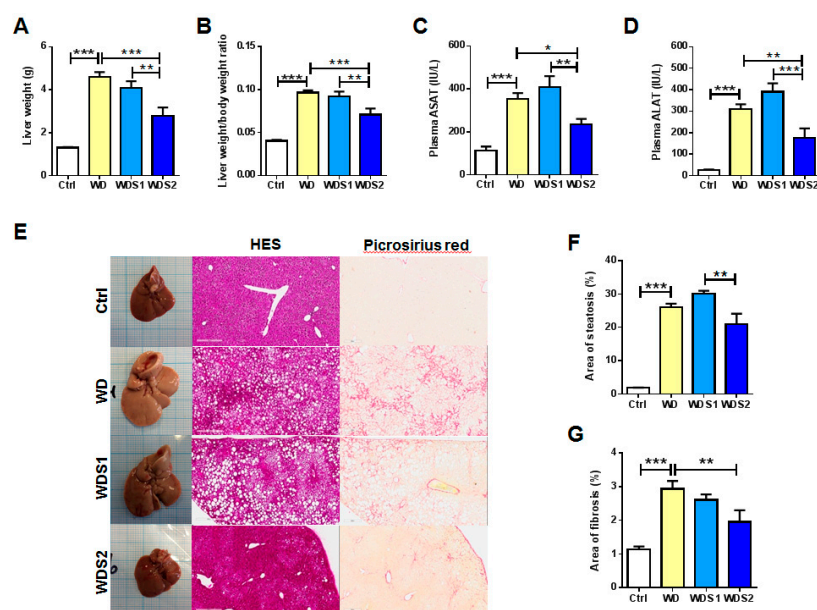 A
Liver weight (g)
6
4
2
0
***
***
**
Ctrl WD WDS1 WDS2
B
Liver weight/body weight ratio
0.15
0.10
0.05
0.00
***
***
**
Ctrl WD WDS1 WDS2
C
Plasma ASAT (IU/L)
600
400
200
0
*
***
**
Ctrl WD WDS1 WDS2
D
Plasma ALAT (IU/L)
600
500
400
300
200
100
0
**
***
***
Ctrl WD WDS1 WDS2
E
HES Picrosirius red
Ctrl
WD
WDS1
WDS2
F
Area of steatosis (%)
40
30
20
10
0
***
**
Ctrl WD WDS1 WDS2
G
Area of fibrosis (%)
4
3
2
1
0
***
**
Ctrl WD WDS1 WDS2